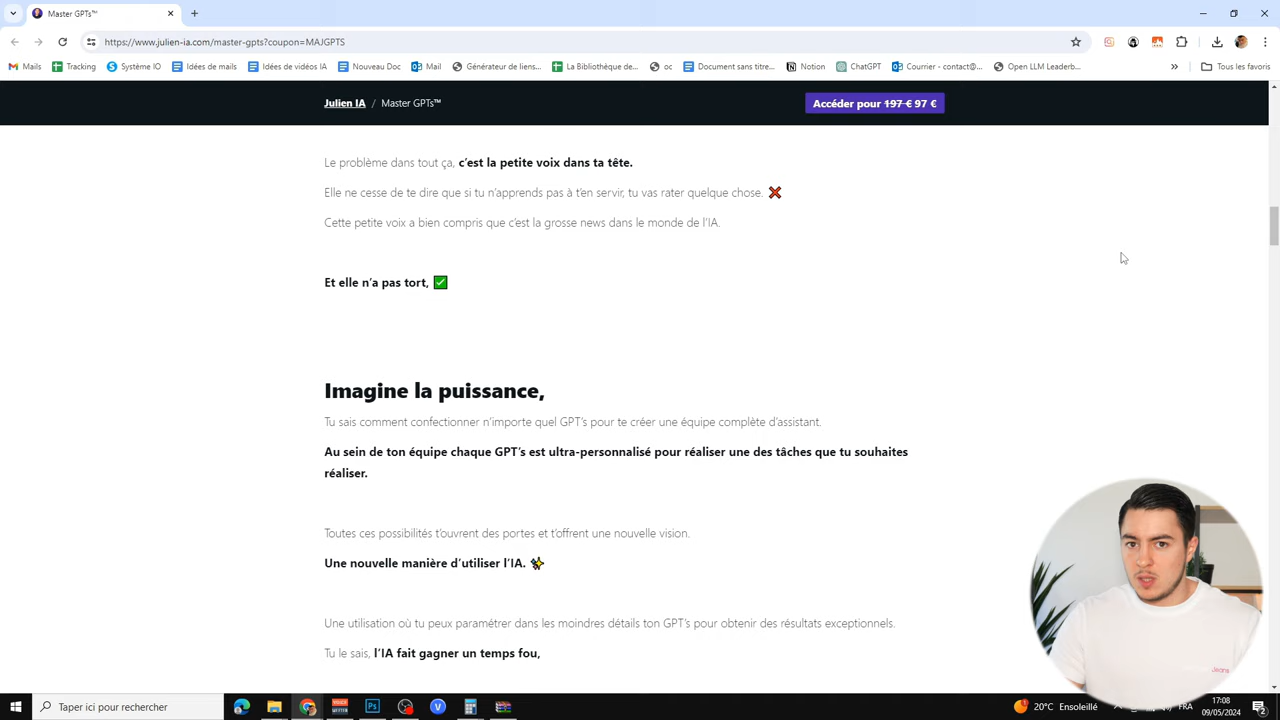 Master GPTs™
https://www.julien-ia.com/master-gpts?coupon=MAJGPTS
Mails Tracking Système IO Idées de mails Idées de vidéos IA Nouveau Doc Mail Générateur de liens... La Bibliothèque de... oc Document sans titre... Notion ChatGPT Courrier - contact@... Open LLM Leaderb... » Tous les favoris
Julien IA / Master GPTs™ Accéder pour 197 € 97 €
Le problème dans tout ça, c’est la petite voix dans ta tête.
Elle ne cesse de te dire que si tu n’apprends pas à t’en servir, tu vas rater quelque chose. ❌
Cette petite voix a bien compris que c’est la grosse news dans le monde de l’IA.
Et elle n’a pas tort, ✅
Imagine la puissance,
Tu sais comment confectionner n’importe quel GPT’s pour te créer une équipe complète d’assistant.
Au sein de ton équipe chaque GPT’s est ultra-personnalisé pour réaliser une des tâches que tu souhaites
réaliser.
Toutes ces possibilités t’ouvrent des portes et t’offrent une nouvelle vision.
Une nouvelle manière d’utiliser l’IA. ✨
Une utilisation où tu peux paramétrer dans les moindres détails ton GPT’s pour obtenir des résultats exceptionnels.
Tu le sais, l’IA fait gagner un temps fou,
Jeans
Taper ici pour rechercher
20°C Ensoleillé FRA 17:08
09/05/2024 2